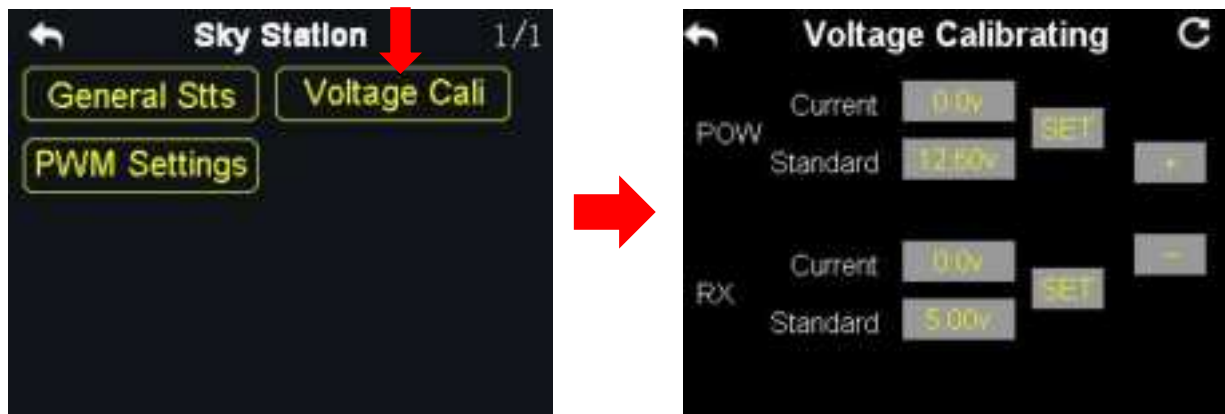 Sky Station 1/1
General Stts Voltage Cali
PWM Settings
Voltage Calibrating
Current 0.0v
POW SET
Standard 12.60v
+
−
Current 0.0v
RX SET
Standard 5.00v